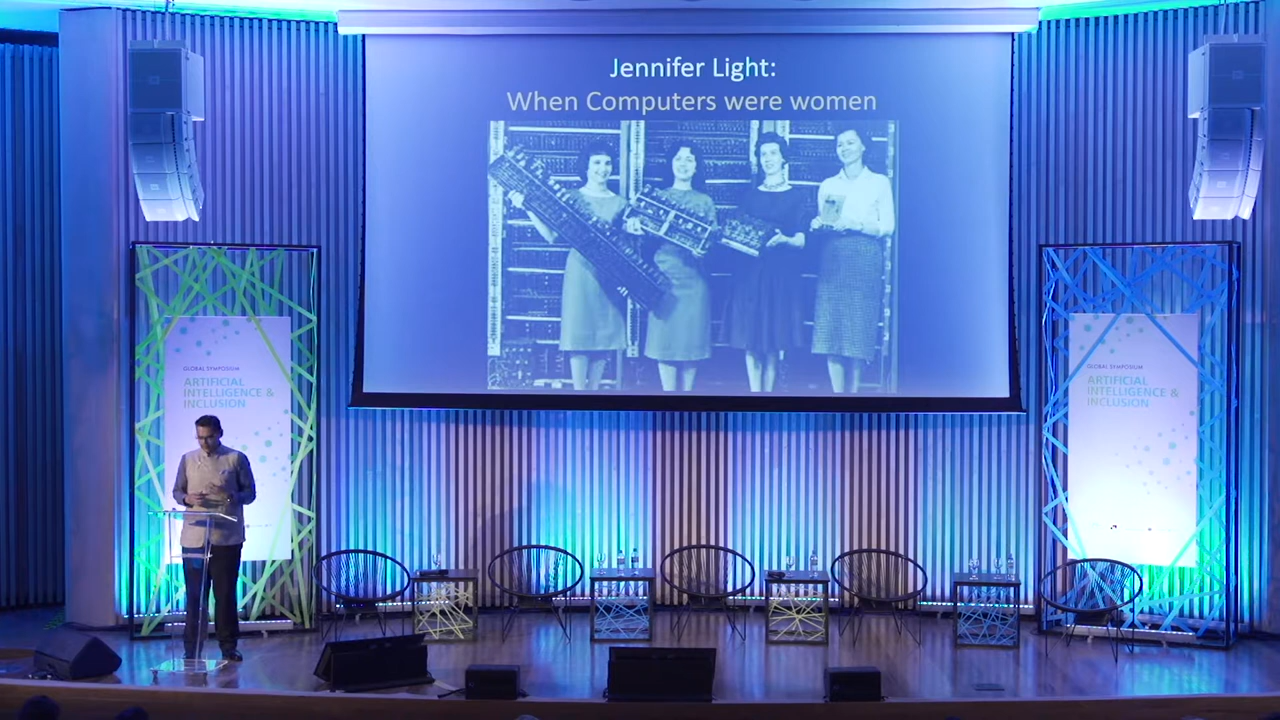 Jennifer Light:
When Computers were women
GLOBAL SYMPOSIUM
ARTIFICIAL
INTELLIGENCE &
INCLUSION
GLOBAL SYMPOSIUM
ARTIFICIAL
INTELLIGENCE &
INCLUSION